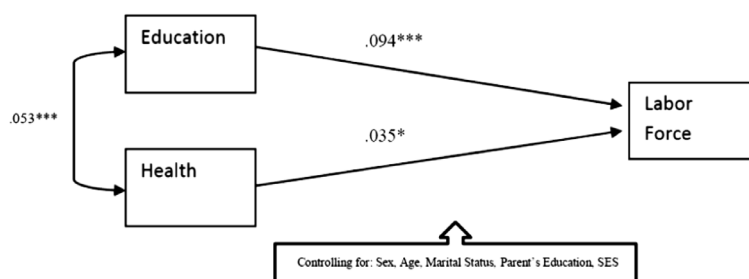 Education
.094***
Labor
Force
.053***
.035*
Health
Controlling for: Sex, Age, Marital Status, Parent's Education, SES